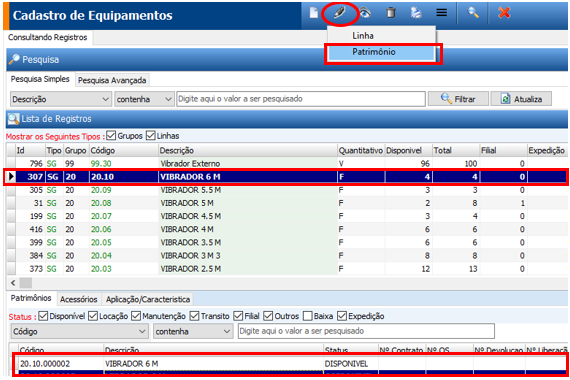 Cadastro de Equipamentos
Consultando Registros
Linha
Patrimônio
Pesquisa
Pesquisa Simples Pesquisa Avançada
Descrição contenha Digite aqui o valor a ser pesquisado Filtrar Atualiza
Lista de Registros
Mostrar os Seguintes Tipos : Grupos Linhas
Id Tipo Grupo Código Descrição Quantitativo Disponivel Total Filial Expedição
796 SG 99 99.30 Vibrador Externo V 96 100 0
307 SG 20 20.10 VIBRADOR 6 M F 4 4 0
305 SG 20 20.09 VIBRADOR 5.5 M F 3 3 0
31 SG 20 20.08 VIBRADOR 5 M F 2 8 1
199 SG 20 20.07 VIBRADOR 4.5 M F 3 4 0
416 SG 20 20.06 VIBRADOR 4 M F 6 6 0
399 SG 20 20.05 VIBRADOR 3.5 M F 6 6 0
384 SG 20 20.04 VIBRADOR 3 M 3 F 8 8 0
373 SG 20 20.03 VIBRADOR 2.5 M F 12 13 0
Patrimônios Acessórios Aplicação/Caracteristica
Status : Disponível Locação Manutenção Transito Filial Outros Baixa Expedição
Código contenha Digite aqui o valor a ser pesquisado
Código Descrição Status Nº Contrato Nº OS Nº Devolucao Nº Liberação
20.10.000002 VIBRADOR 6 M DISPONIVEL